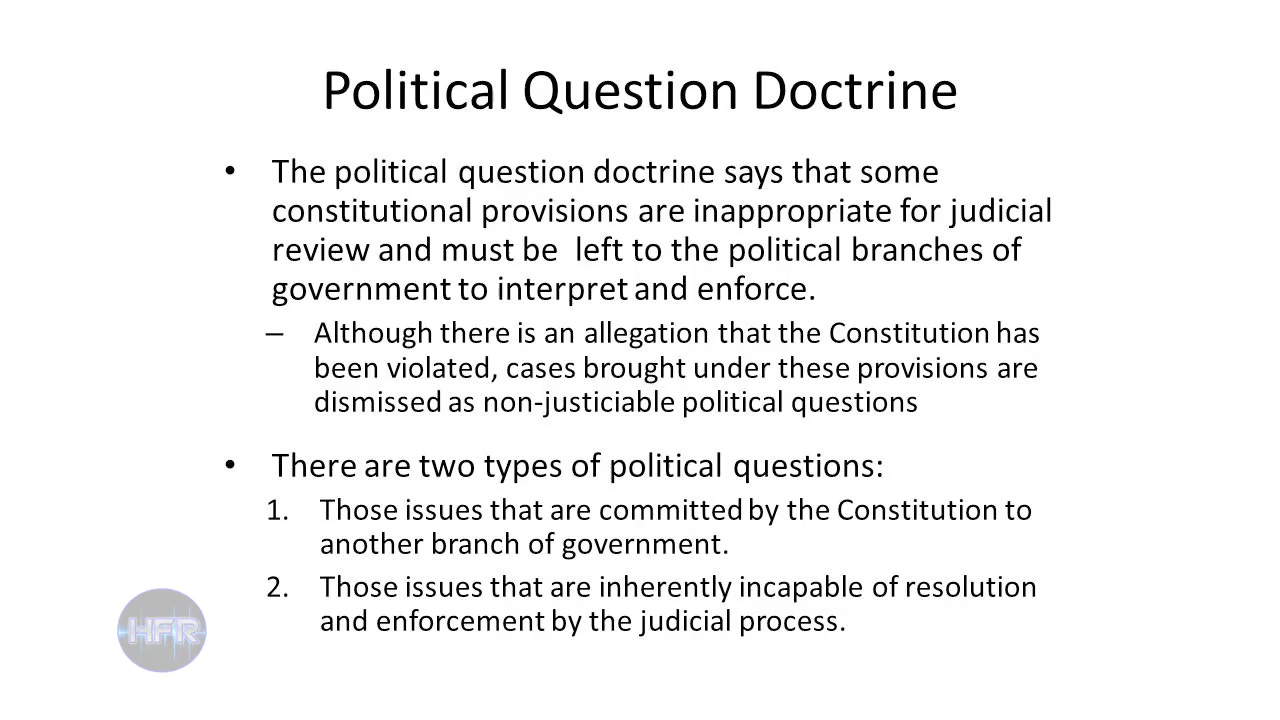 Political Question Doctrine
• The political question doctrine says that some
constitutional provisions are inappropriate for judicial
review and must be left to the political branches of
government to interpret and enforce.
– Although there is an allegation that the Constitution has
been violated, cases brought under these provisions are
dismissed as non-justiciable political questions
• There are two types of political questions:
1. Those issues that are committed by the Constitution to
another branch of government.
2. Those issues that are inherently incapable of resolution
and enforcement by the judicial process.
HFR